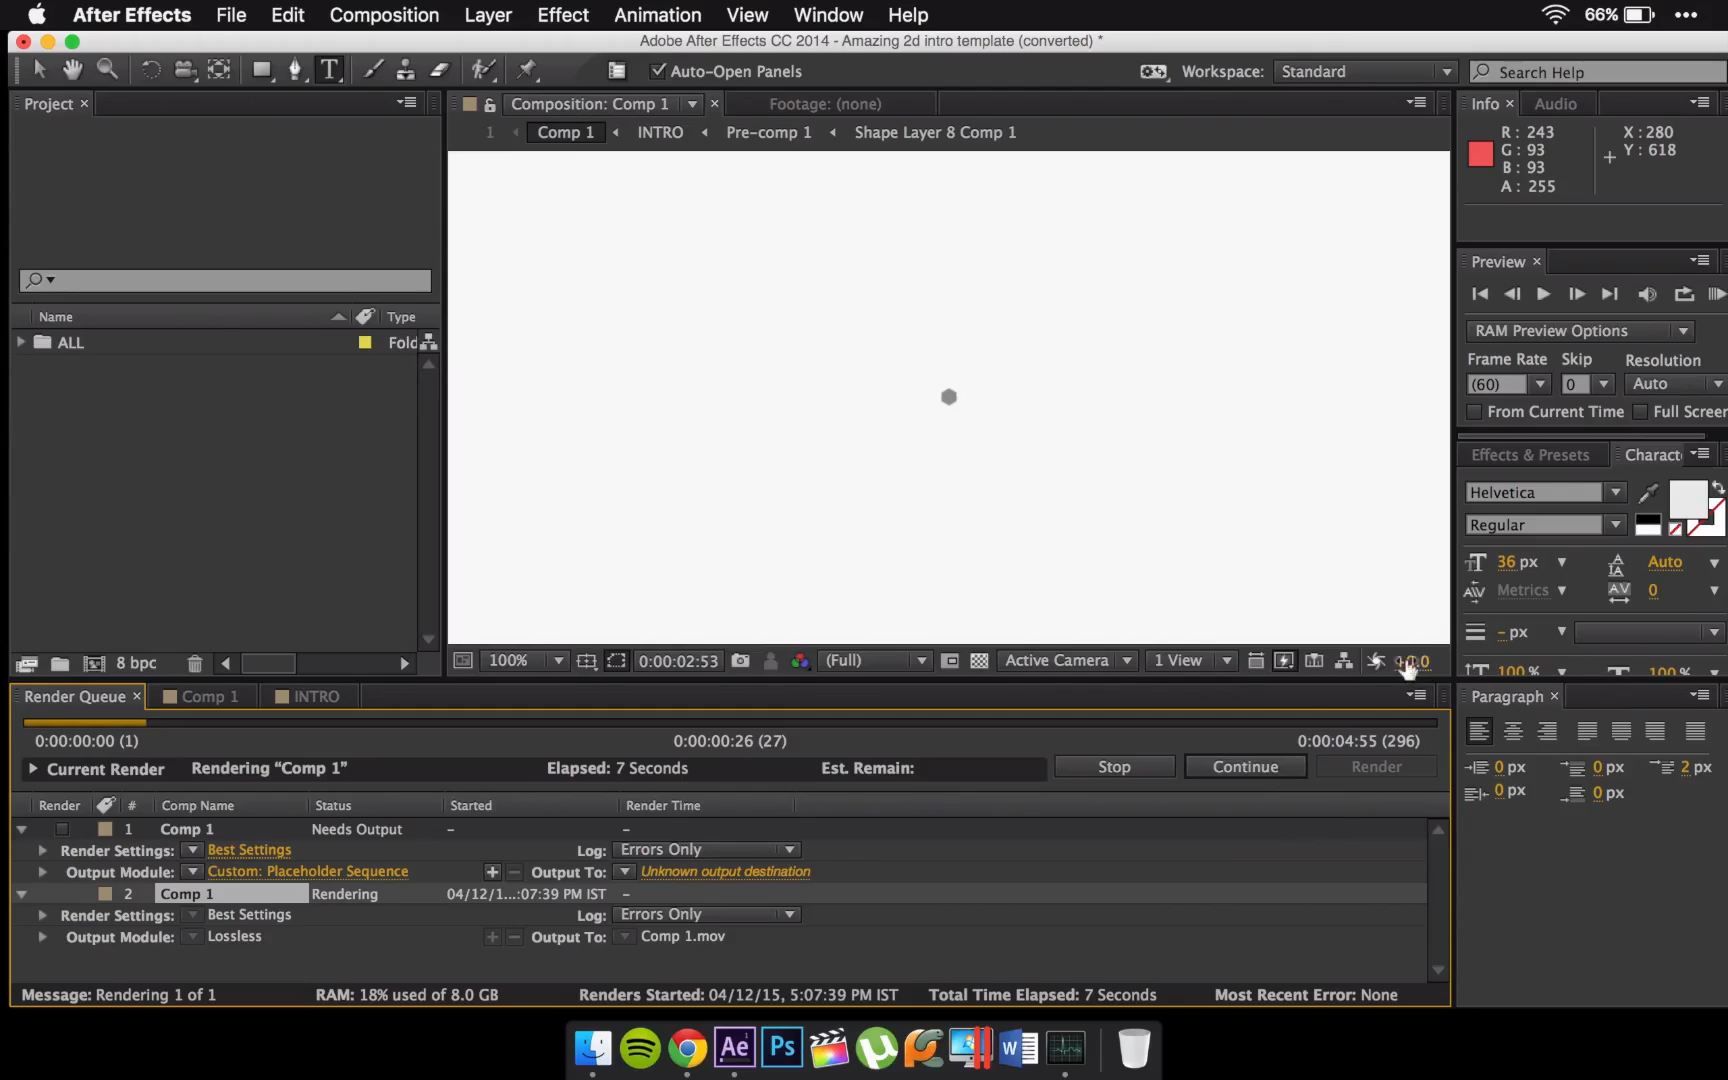 After Effects File Edit Composition Layer Effect Animation View Window Help 66%
Adobe After Effects CC 2014 - Amazing 2d intro template (converted) *
T Auto-Open Panels Workspace: Standard Search Help
Project × Composition: Comp 1 × Footage: (none) Info × Audio
1 Comp 1 INTRO Pre-comp 1 Shape Layer 8 Comp 1
R: 243 X: 280
G: 93 Y: 618
B: 93
A: 255
Preview ×
Name Type
ALL Fold
RAM Preview Options
Frame Rate Skip Resolution
(60) 0 Auto
From Current Time Full Screen
Effects & Presets Charact
Helvetica
Regular
36 px Auto
Metrics 0
- px
100 % 100 %
8 bpc 100% 0:00:02:53 (Full) Active Camera 1 View
Render Queue × Comp 1 INTRO Paragraph ×
0:00:00:00 (1) 0:00:00:26 (27) 0:00:04:55 (296)
Current Render Rendering “Comp 1” Elapsed: 7 Seconds Est. Remain: Stop Continue Render
0 px 0 px 2 px
0 px 0 px
Render # Comp Name Status Started Render Time
1 Comp 1 Needs Output – –
Render Settings: Best Settings Log: Errors Only
Output Module: Custom: Placeholder Sequence Output To: Unknown output destination
2 Comp 1 Rendering 04/12/1...:07:39 PM IST –
Render Settings: Best Settings Log: Errors Only
Output Module: Lossless Output To: Comp 1.mov
Message: Rendering 1 of 1 RAM: 18% used of 8.0 GB Renders Started: 04/12/15, 5:07:39 PM IST Total Time Elapsed: 7 Seconds Most Recent Error: None
Ae Ps W